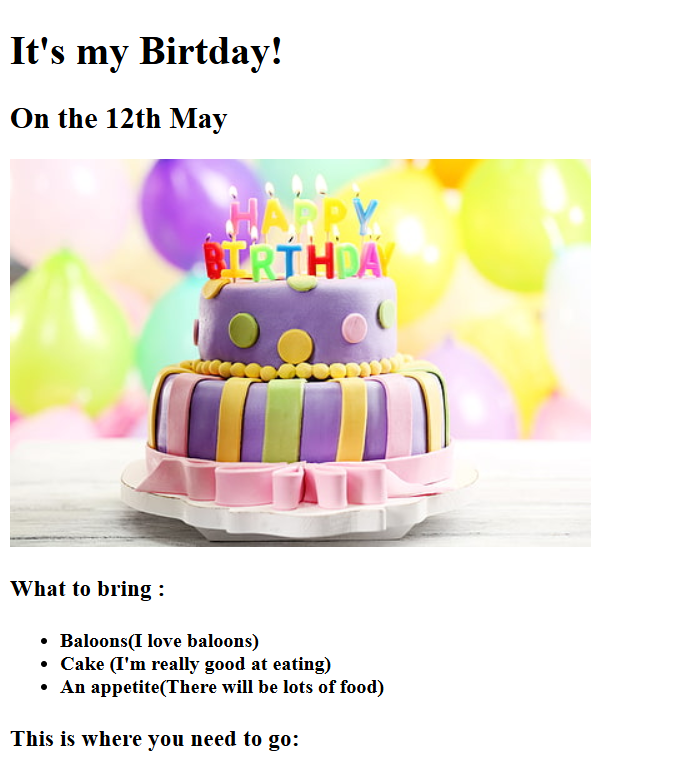 It's my Birtday!
On the 12th May
HAPPY
BIRTHDAY
What to bring :
Baloons(I love baloons)
Cake (I'm really good at eating)
An appetite(There will be lots of food)
This is where you need to go: